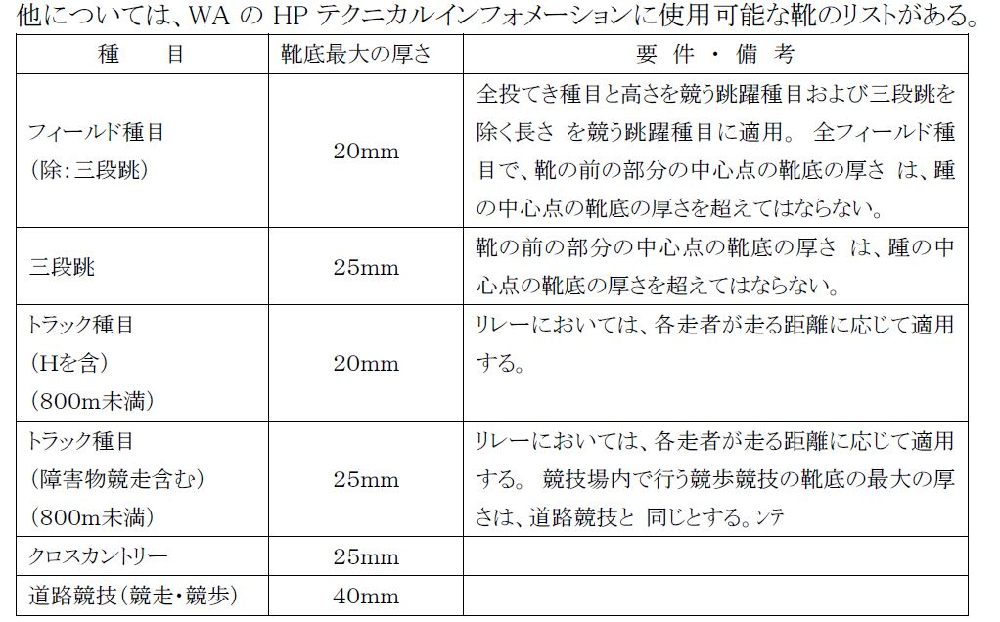 他については、WA の HP テクニカルインフォメーションに使用可能な靴のリストがある。
種　　目　靴底最大の厚さ　要 件 ・ 備 考
フィールド種目
（除：三段跳）
20mm
全投てき種目と高さを競う跳躍種目および三段跳を
除く長さ を競う跳躍種目に適用。 全フィールド種
目で、靴の前の部分の中心点の靴底の厚さ は、踵
の中心点の靴底の厚さを超えてはならない。
三段跳
25mm
靴の前の部分の中心点の靴底の厚さ は、踵の中
心点の靴底の厚さを超えてはならない。
トラック種目
（Hを含）
（800m未満）
20mm
リレーにおいては、各走者が走る距離に応じて適用
する。
トラック種目
（障害物競走含む）
（800m未満）
25mm
リレーにおいては、各走者が走る距離に応じて適用
する。 競技場内で行う競歩競技の靴底の最大の厚
さは、道路競技と 同じとする。ﾝﾃ
クロスカントリー　25mm
道路競技（競走・競歩）　40mm